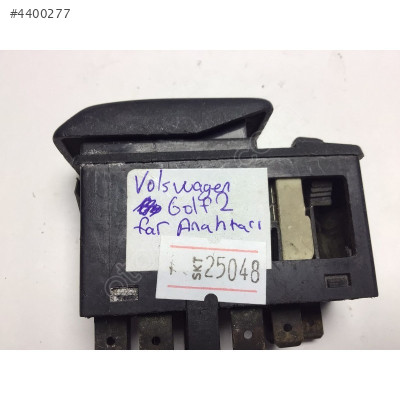 #4400277
Volswagen
Golf 2
far Anahtarı
SKT 25048